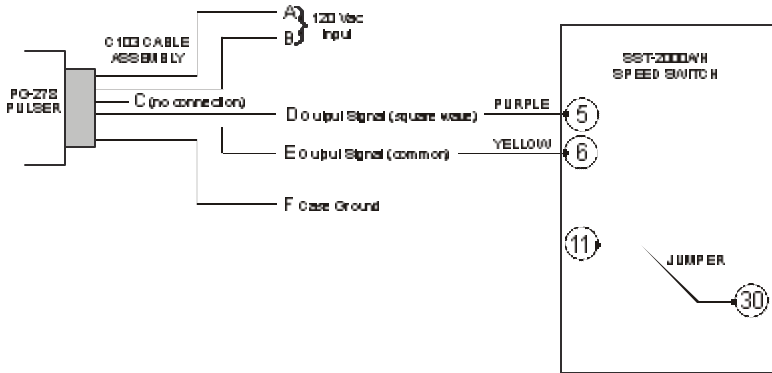 A
120 Vac
Input
B
C103 CABLE
ASSEMBLY
PG-278
PULSER
C (no connection)
D Output Signal (square wave)
PURPLE
5
E Output Signal (common)
YELLOW
6
F Case Ground
SST-2000A/H
SPEED SWITCH
11
JUMPER
30